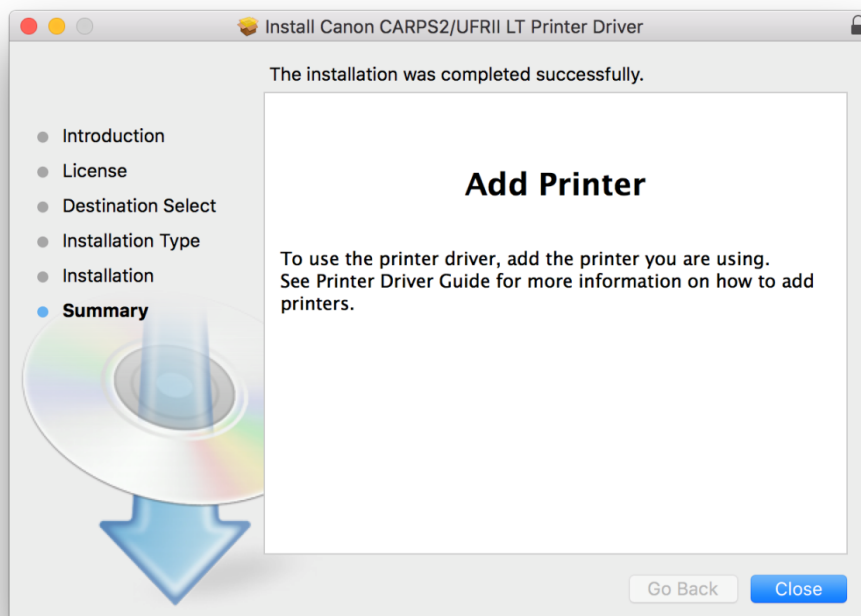 Install Canon CARPS2/UFRII LT Printer Driver
The installation was completed successfully.
Introduction
License
Destination Select
Installation Type
Installation
Summary
Add Printer
To use the printer driver, add the printer you are using.
See Printer Driver Guide for more information on how to add
printers.
Go Back
Close